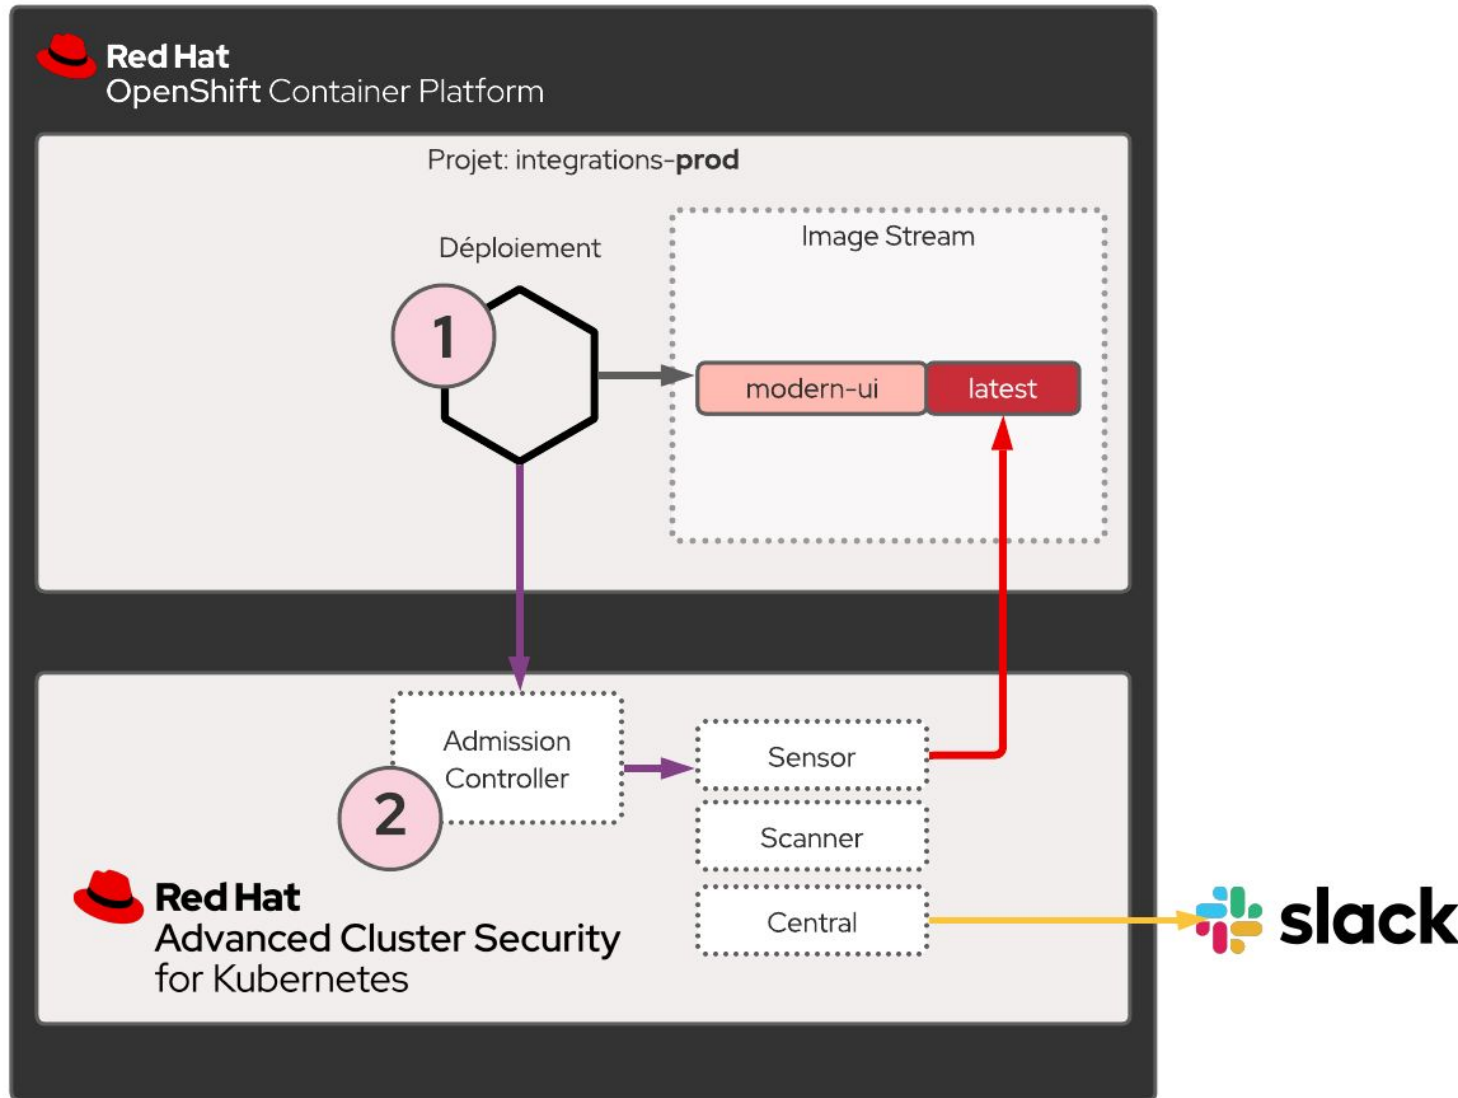 Red Hat
OpenShift Container Platform
Projet: integrations-prod
Déploiement
Image Stream
1
modern-ui
latest
Admission
Controller
2
Sensor
Scanner
Central
Red Hat
Advanced Cluster Security
for Kubernetes
slack